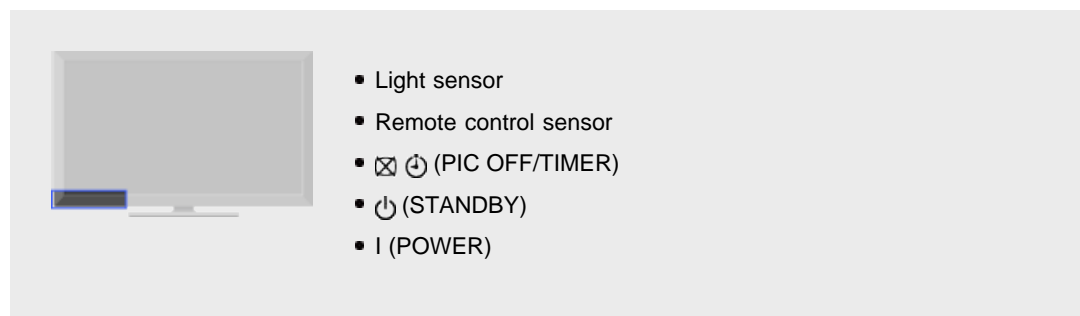 Light sensor
Remote control sensor
(PIC OFF/TIMER)
(STANDBY)
I (POWER)